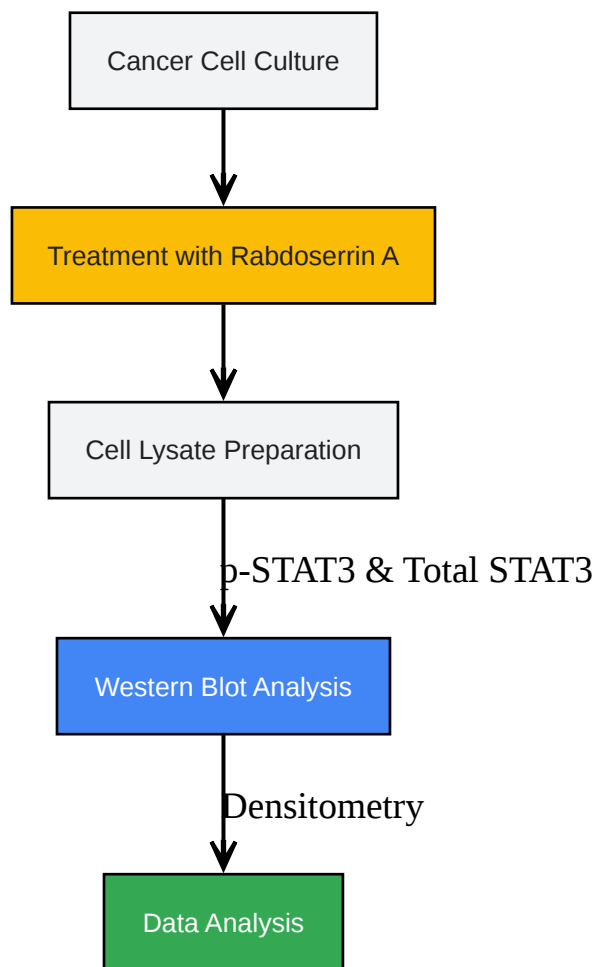 Cancer Cell Culture
Treatment with Rabdoserrin A
Cell Lysate Preparation
p-STAT3 & Total STAT3
Western Blot Analysis
Densitometry
Data Analysis